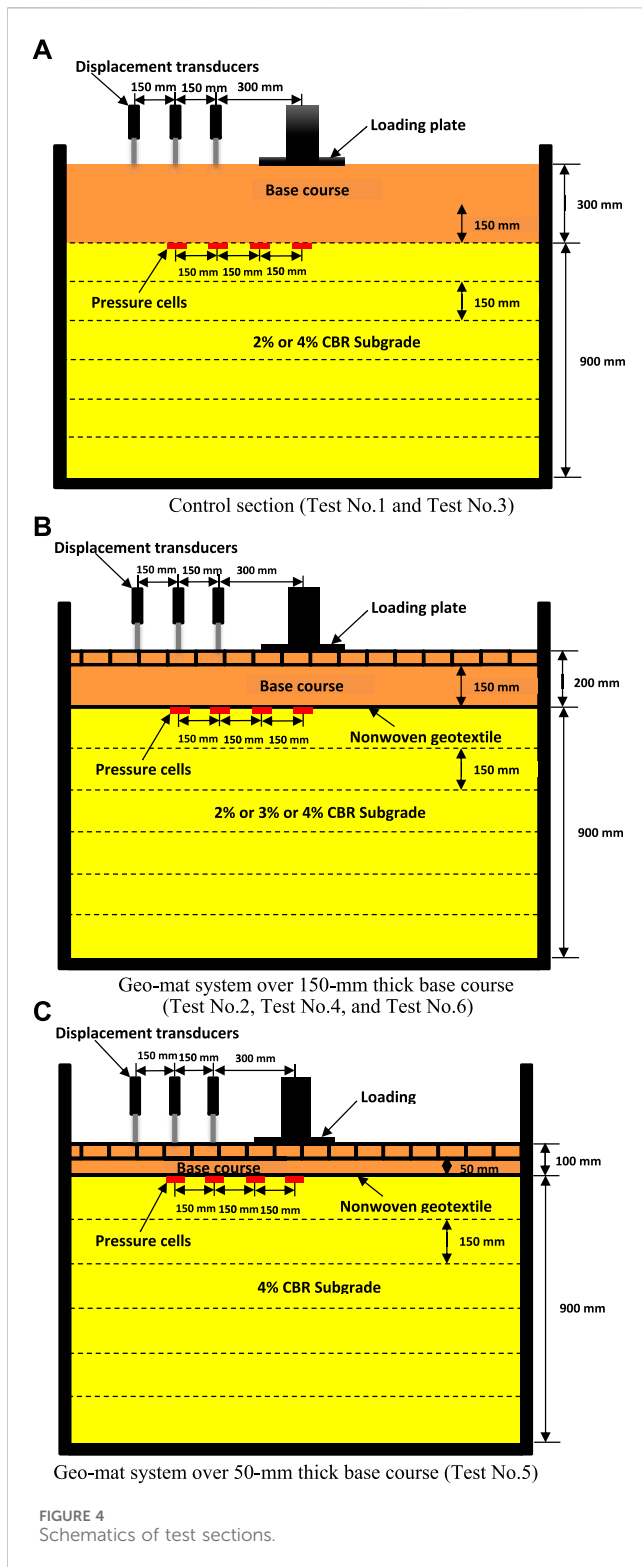 A
Displacement transducers
150 mm 150 mm 300 mm
Loading plate
Base course
300 mm
150 mm
150 mm 150 mm 150 mm
Pressure cells
150 mm
2% or 4% CBR Subgrade
900 mm
Control section (Test No.1 and Test No.3)
B
Displacement transducers
150 mm 150 mm 300 mm
Loading plate
Base course
150 mm
200 mm
150 mm 150 mm 150 mm
Nonwoven geotextile
Pressure cells
150 mm
2% or 3% or 4% CBR Subgrade
900 mm
Geo-mat system over 150-mm thick base course
(Test No.2, Test No.4, and Test No.6)
C
Displacement transducers
150 mm 150 mm 300 mm
Loading
Base course
50 mm
100 mm
150 mm 150 mm 150 mm
Nonwoven geotextile
Pressure cells
150 mm
4% CBR Subgrade
900 mm
Geo-mat system over 50-mm thick base course (Test No.5)
FIGURE 4
Schematics of test sections.